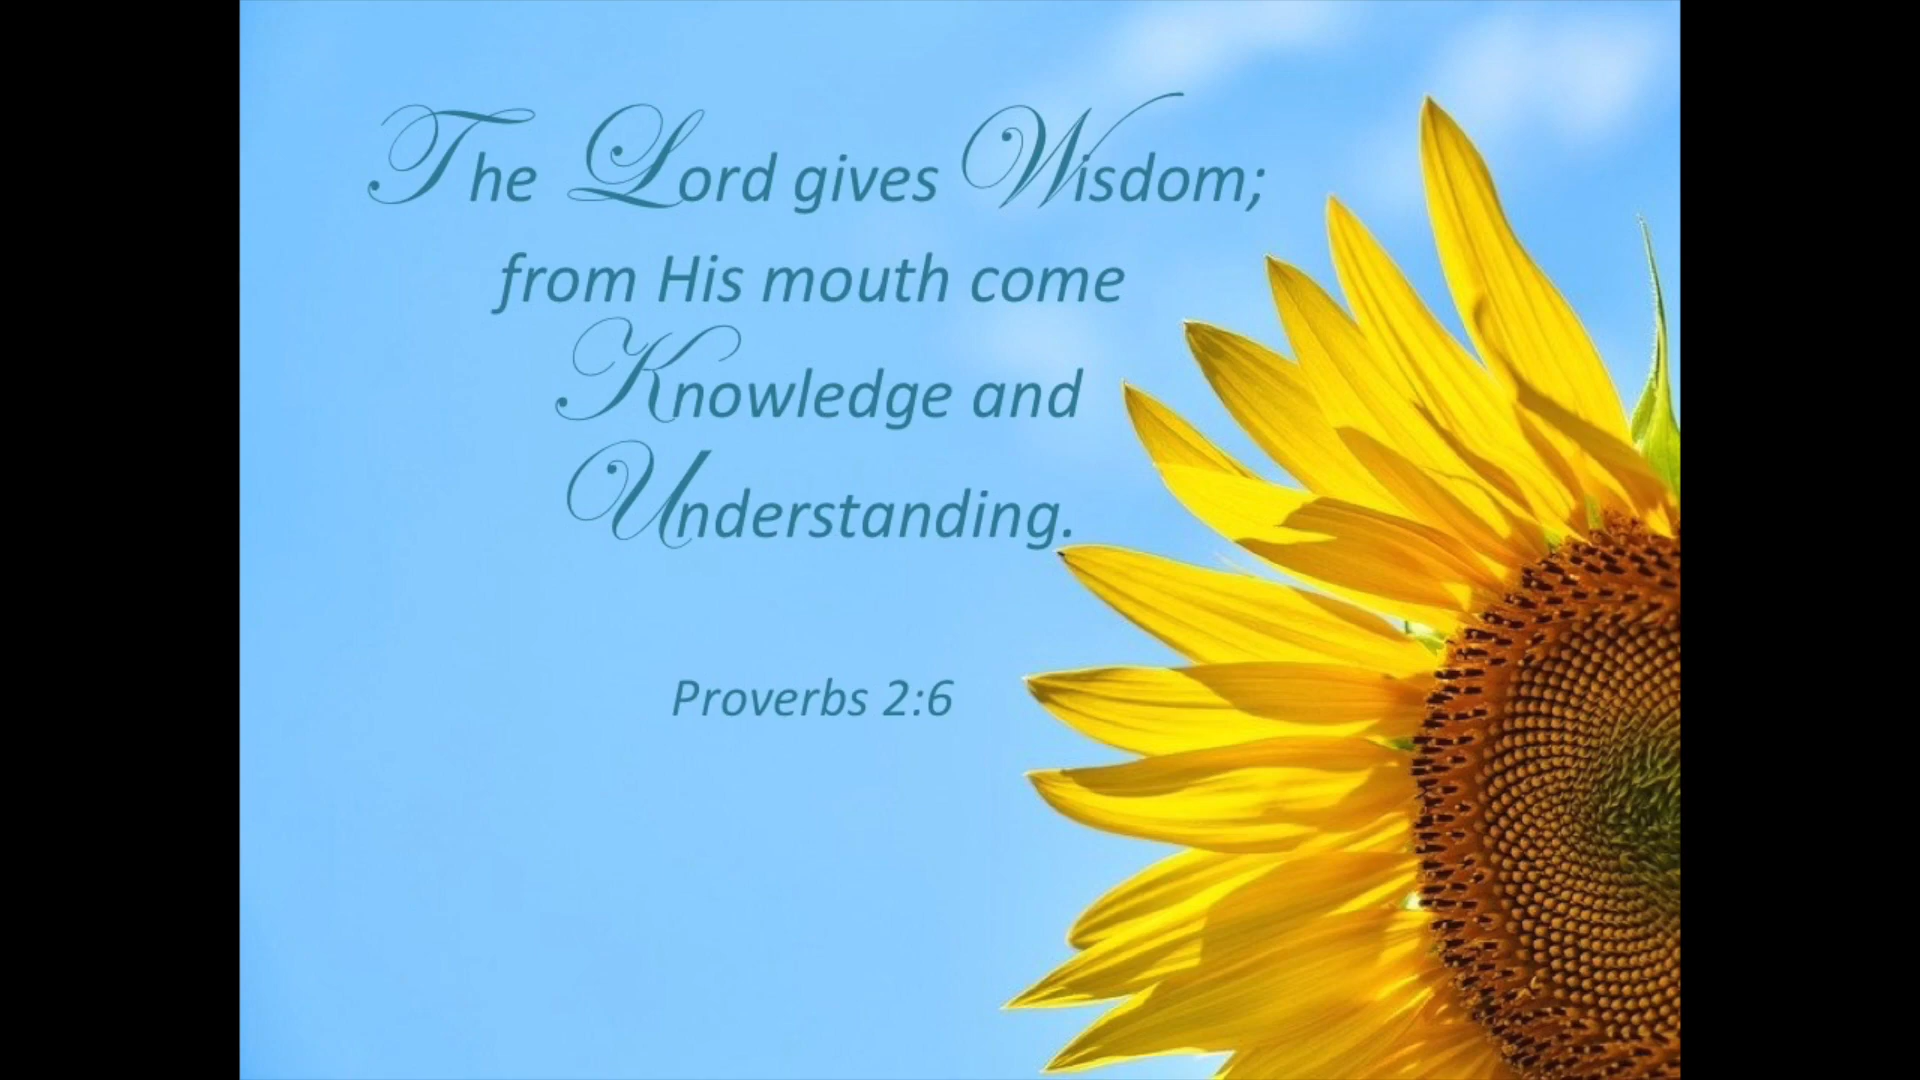 The Lord gives Wisdom;
from His mouth come
Knowledge and
Understanding.
Proverbs 2:6